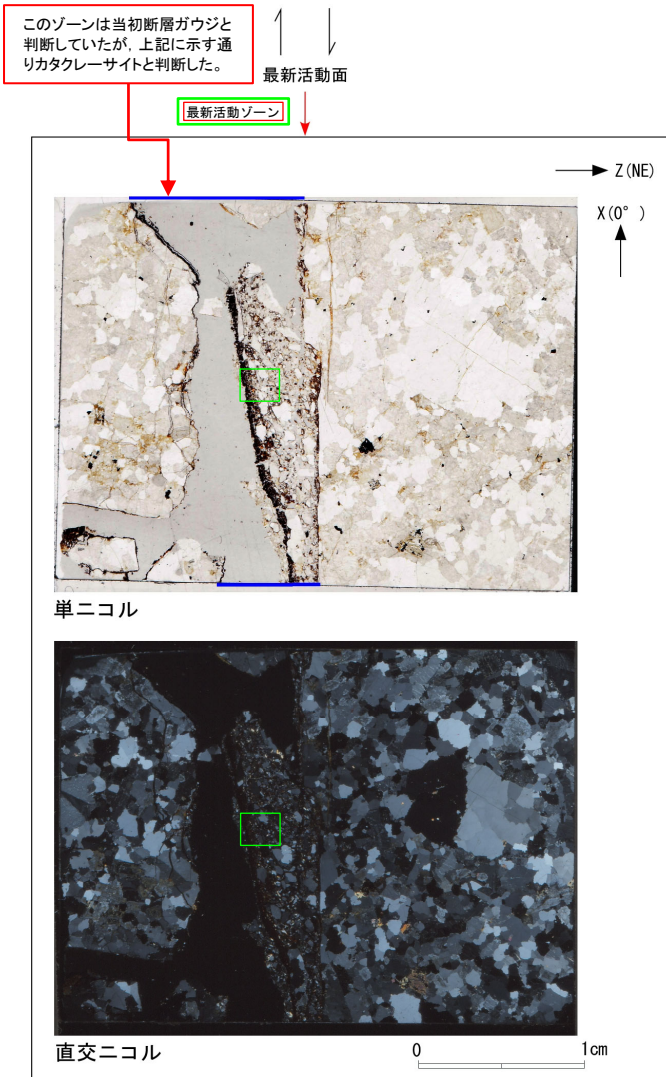 このゾーンは当初断層ガウジと
判断していたが，上記に示す通
りカタクレーサイトと判断した。
最新活動面
最新活動ゾーン
Z(NE)
X(0°)
単ニコル
直交ニコル
0 1cm